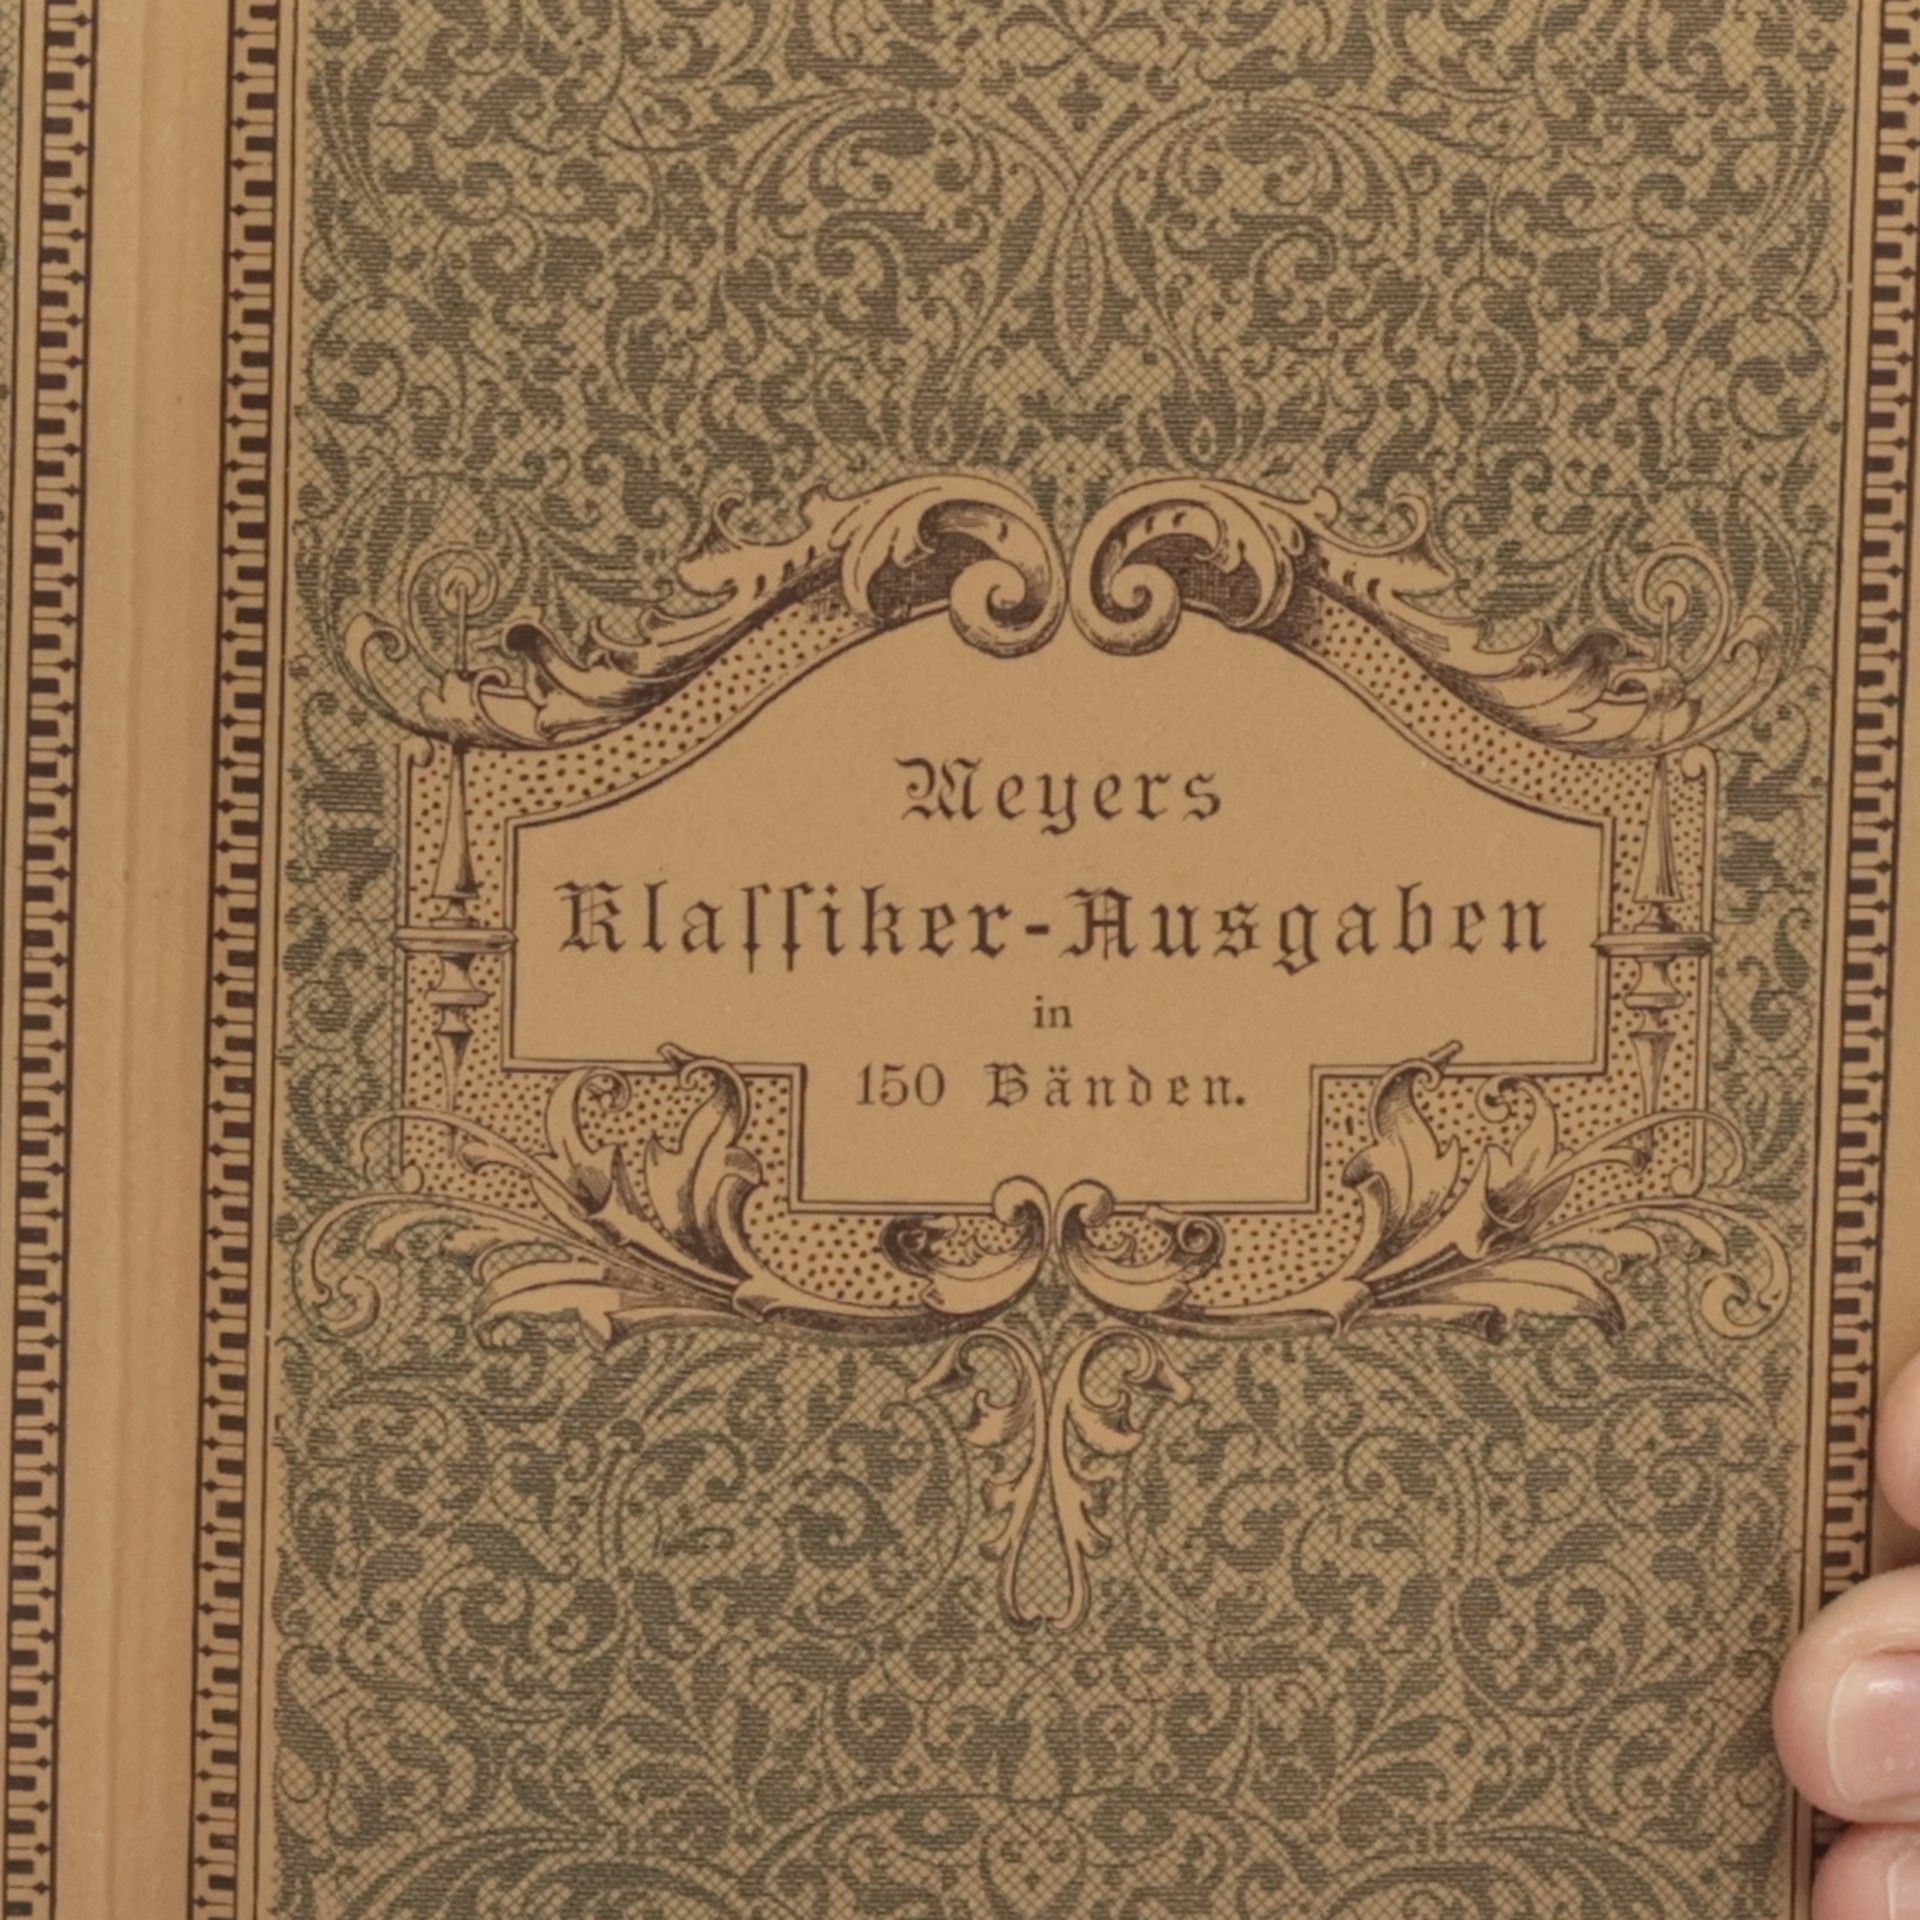 Meyers
Klaſſiker-Ausgaben
in
150 Bänden.